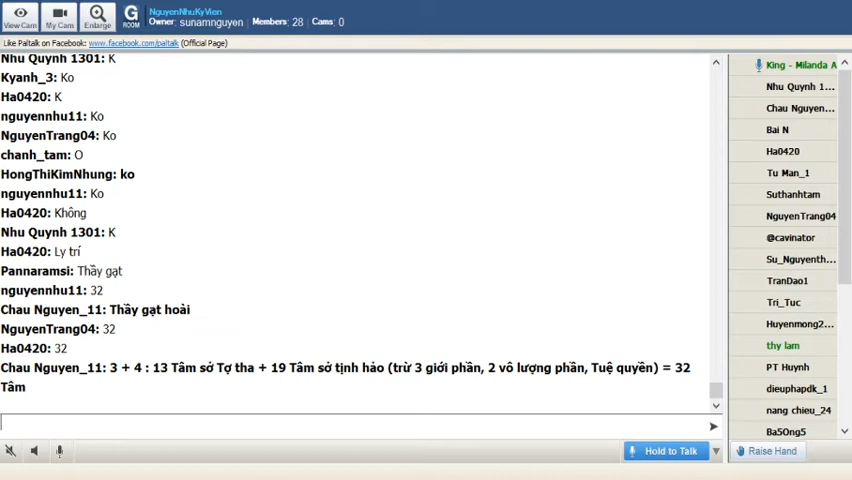 View Cam
My Cam
Enlarge
G
ROOM
NguyenNhuKyVien
Owner: sunamnguyen Members: 28 Cams: 0
Like Paltalk on Facebook: www.facebook.com/paltalk (Official Page)
Nhu Quynh 1301: K
Kyanh_3: Ko
Ha0420: K
nguyennhu11: Ko
NguyenTrang04: Ko
chanh_tam: O
HongThiKimNhung: ko
nguyennhu11: Ko
Ha0420: Không
Nhu Quynh 1301: K
Ha0420: Ly trí
Pannaramsi: Thầy gạt
nguyennhu11: 32
Chau Nguyen_11: Thầy gạt hoài
NguyenTrang04: 32
Ha0420: 32
Chau Nguyen_11: 3 + 4 : 13 Tâm sở Tợ tha + 19 Tâm sở tịnh hảo (trừ 3 giới phần, 2 vô lượng phần, Tuệ quyền) = 32
Tâm
Hold to Talk
King - Milanda A
Nhu Quynh 1...
Chau Nguyen...
Bai N
Ha0420
Tu Man_1
Suthanhtam
NguyenTrang04
@cavinator
Su_Nguyenth...
TranDao1
Tri_Tuc
Huyenmong2...
thy lam
PT Huynh
dieuphapdk_1
nang chieu_24
Ba5Ong5
Raise Hand